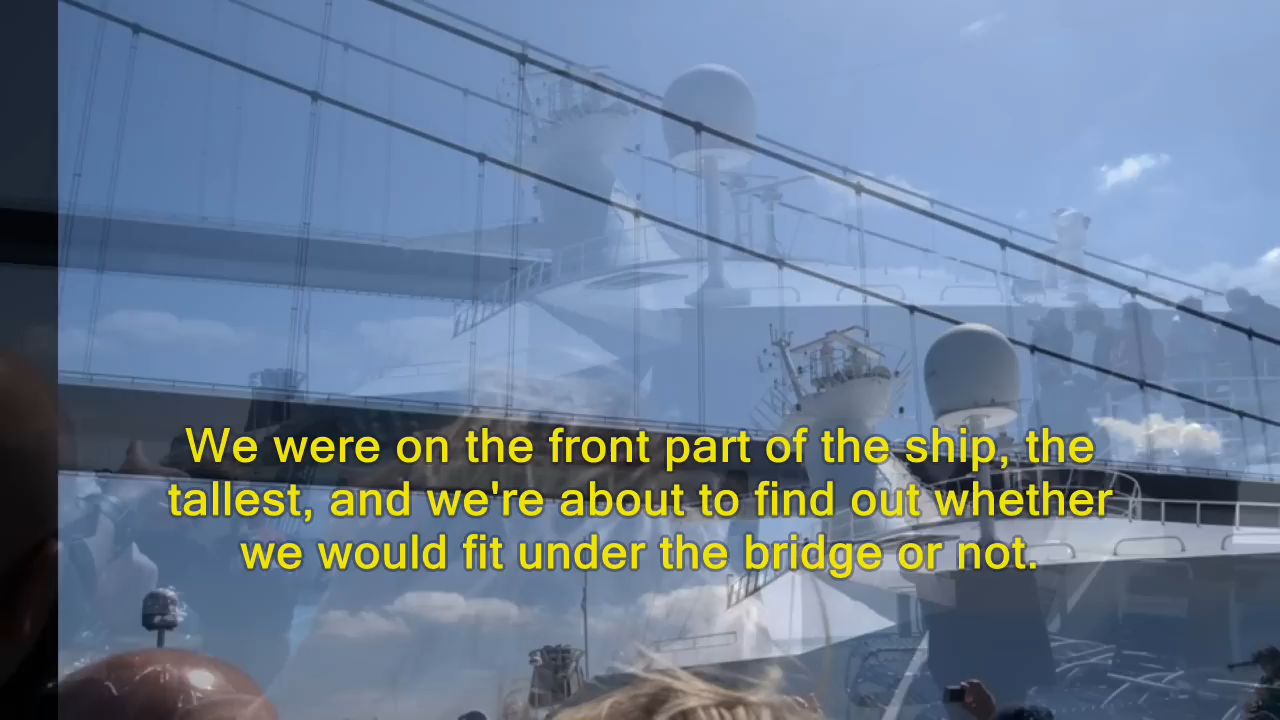 We were on the front part of the ship, the
tallest, and we're about to find out whether
we would fit under the bridge or not.